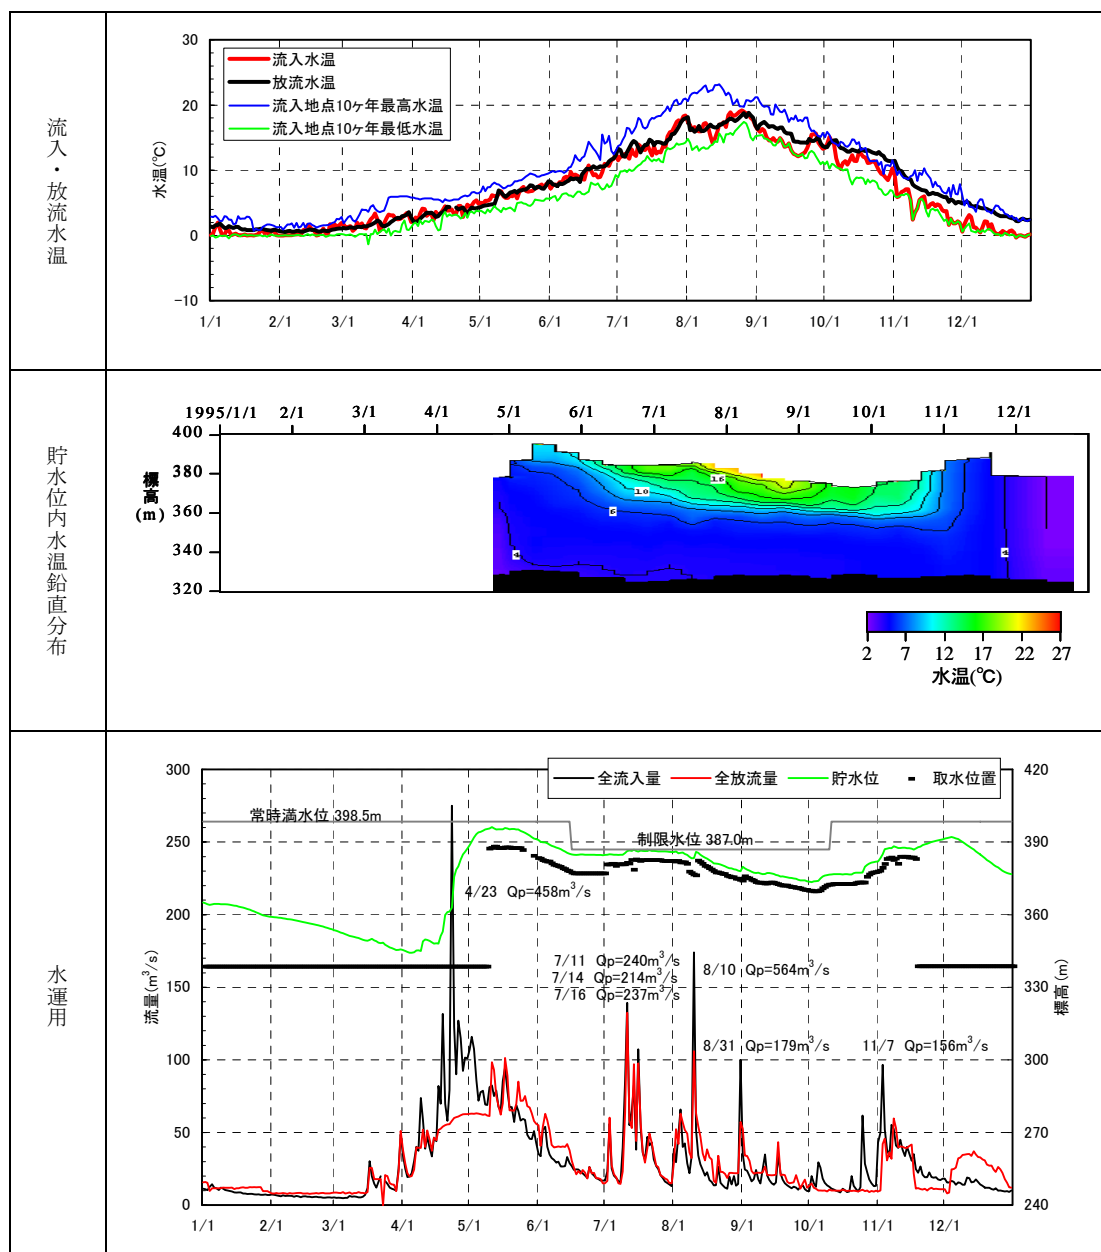 流入・放流水温
30
20
10
0
-10
水温(℃)
流入水温
放流水温
流入地点10ヶ年最高水温
流入地点10ヶ年最低水温
1/1 2/1 3/1 4/1 5/1 6/1 7/1 8/1 9/1 10/1 11/1 12/1
貯水位内水温鉛直分布
1995/1/1 2/1 3/1 4/1 5/1 6/1 7/1 8/1 9/1 10/1 11/1 12/1
400
380
360
340
320
標高(m)
16
10
6
4
4
2 7 12 17 22 27
水温(℃)
水運用
300
250
200
150
100
50
0
流量(m³/s)
全流入量 全放流量 貯水位 取水位置
常時満水位 398.5m
制限水位 387.0m
4/23 Qp=458m³/s
7/11 Qp=240m³/s
7/14 Qp=214m³/s
7/16 Qp=237m³/s
8/10 Qp=564m³/s
8/31 Qp=179m³/s
11/7 Qp=156m³/s
420
390
360
330
300
270
240
標高(m)
1/1 2/1 3/1 4/1 5/1 6/1 7/1 8/1 9/1 10/1 11/1 12/1